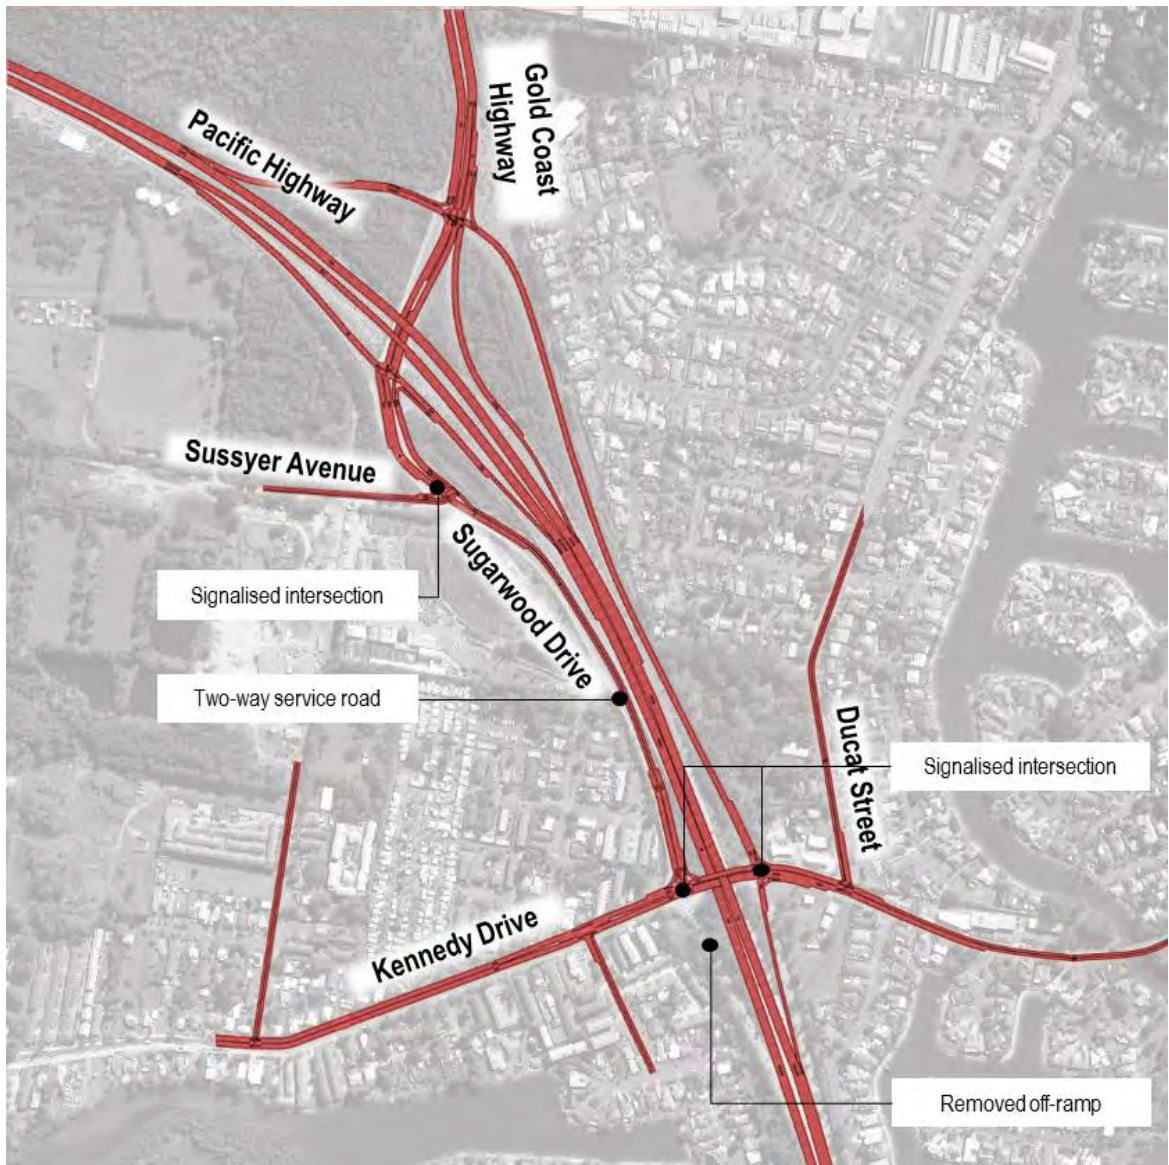 Gold Coast
Highway
Pacific Highway
Sussyer Avenue
Sugarwood Drive
Signalised intersection
Two-way service road
Ducat Street
Signalised intersection
Kennedy Drive
Removed off-ramp